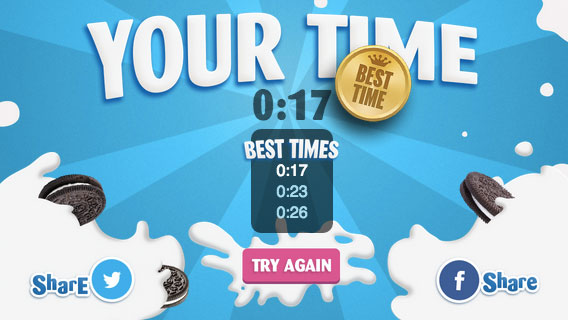 YOUR TIME
BEST
TIME
0:17
BEST TIMES
0:17
0:23
0:26
TRY AGAIN
SharE
f Share